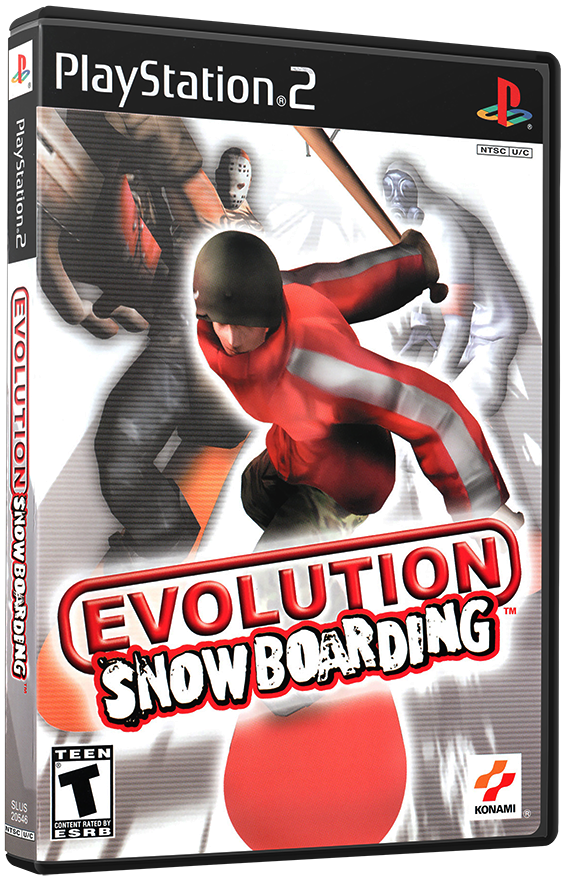 PlayStation®2
NTSC U/C
PlayStation®2
EVOLUTION
SNOWBOARDING
SLUS
20546
NTSC U/C
EVOLUTION
SNOWBOARDING™
TEEN
T
CONTENT RATED BY
ESRB
KONAMI®